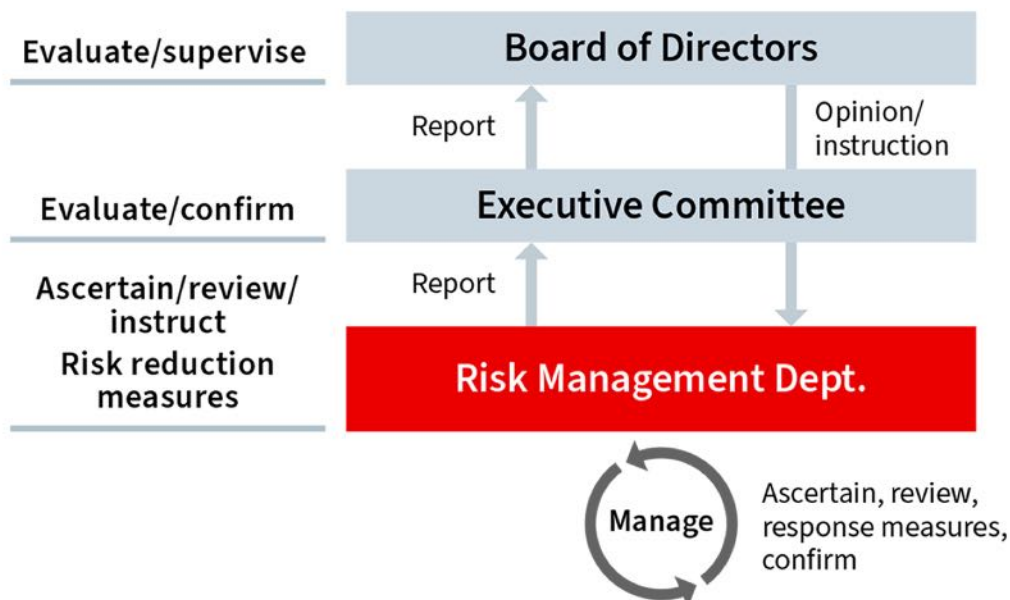 Evaluate/supervise
Board of Directors
Report
Opinion/
instruction
Evaluate/confirm
Executive Committee
Report
Ascertain/review/
instruct
Risk reduction
measures
Risk Management Dept.
Manage
Ascertain, review,
response measures,
confirm